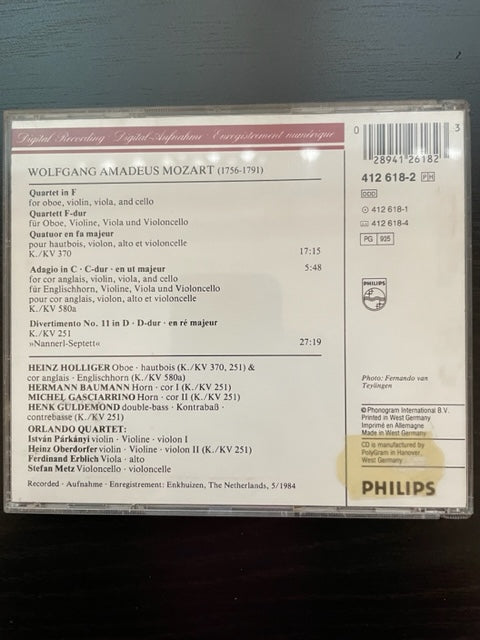 Digital Recording · Digital-Aufnahme · Enregistrement numérique
WOLFGANG AMADEUS MOZART (1756-1791)
Quartet in F
for oboe, violin, viola, and cello
Quartett F-dur
für Oboe, Violine, Viola und Violoncello
Quatuor en fa majeur
pour hautbois, violon, alto et violoncelle
K./KV 370 17:15
Adagio in C · C-dur · en ut majeur 5:48
for cor anglais, violin, viola, and cello
für Englischhorn, Violine, Viola und Violoncello
pour cor anglais, violon, alto et violoncelle
K./KV 580a
Divertimento No. 11 in D · D-dur · en ré majeur
K./KV 251
»Nannerl-Septett« 27:19
HEINZ HOLLIGER Oboe · hautbois (K./KV 370, 251) &
cor anglais · Englischhorn (K./KV 580a)
HERMANN BAUMANN Horn · cor I (K./KV 251)
MICHEL GASCIARRINO Horn · cor II (K./KV 251)
HENK GULDEMOND double-bass · Kontrabaß ·
contrebasse (K./KV 251)
ORLANDO QUARTET:
István Párkányi violin · Violine · violon I
Heinz Oberdorfer violin · Violine · violon II (K./KV 251)
Ferdinand Erblich Viola · alto
Stefan Metz Violoncello · violoncelle
Recorded · Aufnahme · Enregistrement: Enkhuizen, The Netherlands, 5/1984
0 28941 26182 3
412 618-2 PH
DDD
412 618-1
412 618-4
PG 925
PHILIPS
Photo: Fernando van
Teylingen
© Phonogram International B.V.
Printed in West Germany
Imprimé en Allemagne
Made in West Germany
CD is manufactured by
PolyGram in Hanover,
West Germany
PHILIPS